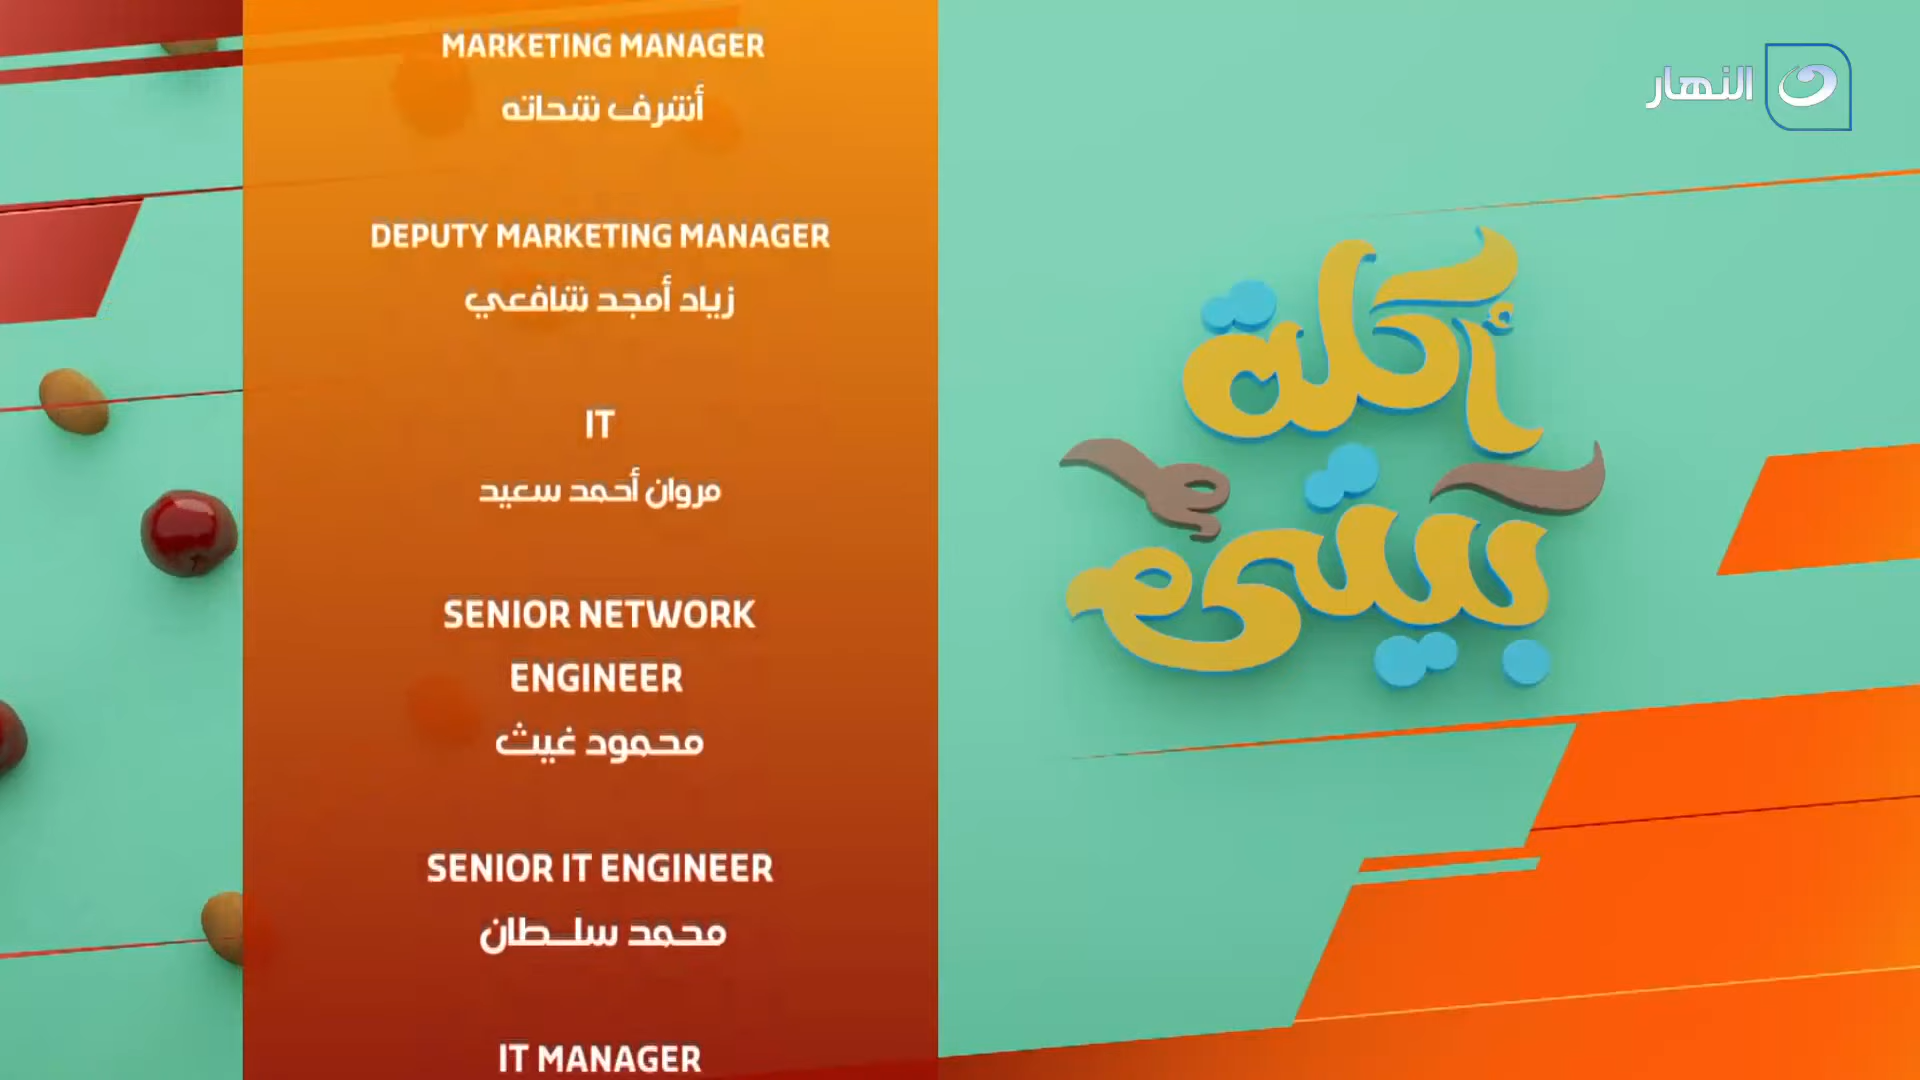 MARKETING MANAGER
أشرف شحاته
DEPUTY MARKETING MANAGER
زياد أمجد شافعي
IT
مروان أحمد سعيد
SENIOR NETWORK
ENGINEER
محمود غيث
SENIOR IT ENGINEER
محمد سلـطان
IT MANAGER
النهار
أكلة
بيتي